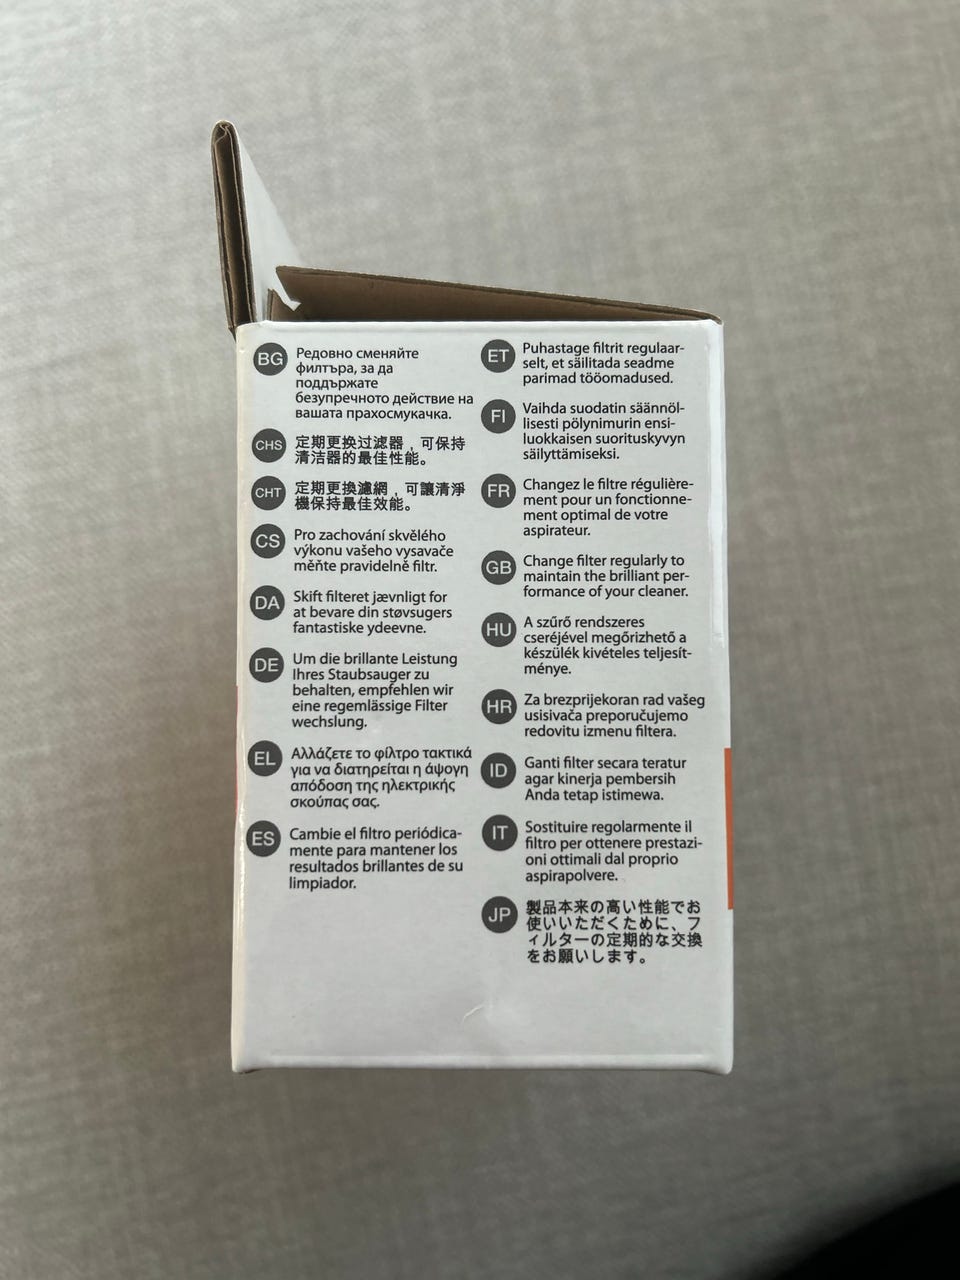 BG
Редовно сменяйте
филтъра, за да
поддържате
безупречното действие на
вашата прахосмукачка.
CHS
定期更换过滤器，可保持
清洁器的最佳性能。
CHT
定期更換濾網，可讓清淨
機保持最佳效能。
CS
Pro zachování skvělého
výkonu vašeho vysavače
měňte pravidelně filtr.
DA
Skift filteret jævnligt for
at bevare din støvsugers
fantastiske ydeevne.
DE
Um die brillante Leistung
Ihres Staubsauger zu
behalten, empfehlen wir
eine regemlässige Filter
wechslung.
EL
Αλλάζετε το φίλτρο τακτικά
για να διατηρείται η άψογη
απόδοση της ηλεκτρικής
σκούπας σας.
ES
Cambie el filtro periódica-
mente para mantener los
resultados brillantes de su
limpiador.
ET
Puhastage filtrit regulaar-
selt, et säilitada seadme
parimad tööomadused.
FI
Vaihda suodatin säännöl-
lisesti pölynimurin ensi-
luokkaisen suorituskyvyn
säilyttämiseksi.
FR
Changez le filtre régulière-
ment pour un fonctionne-
ment optimal de votre
aspirateur.
GB
Change filter regularly to
maintain the brilliant per-
formance of your cleaner.
HU
A szűrő rendszeres
cseréjével megőrizhető a
készülék kivételes teljesít-
ménye.
HR
Za brezprijekoran rad vašeg
usisivača preporučujemo
redovitu izmenu filtera.
ID
Ganti filter secara teratur
agar kinerja pembersih
Anda tetap istimewa.
IT
Sostituire regolarmente il
filtro per ottenere prestazi-
oni ottimali dal proprio
aspirapolvere.
JP
製品本来の高い性能でお
使いいただくために、フ
ィルターの定期的な交換
をお願いします。